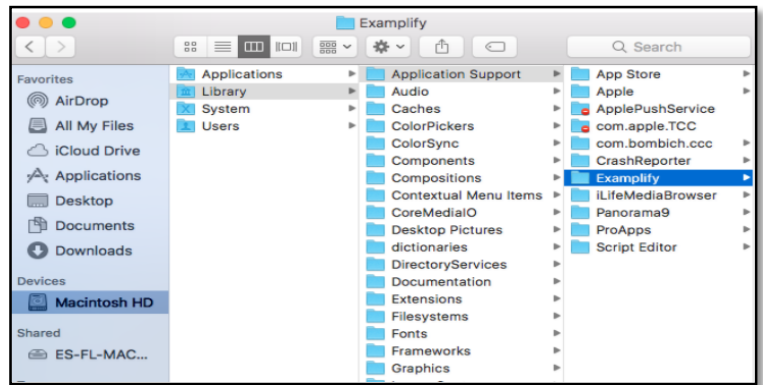 Examplify
Search
Favorites
AirDrop
All My Files
iCloud Drive
Applications
Desktop
Documents
Downloads
Devices
Macintosh HD
Shared
ES-FL-MAC...
Applications
Library
System
Users
Application Support
Audio
Caches
ColorPickers
ColorSync
Components
Compositions
Contextual Menu Items
CoreMediaIO
Desktop Pictures
dictionaries
DirectoryServices
Documentation
Extensions
Filesystems
Fonts
Frameworks
Graphics
App Store
Apple
ApplePushService
com.apple.TCC
com.bombich.ccc
CrashReporter
Examplify
iLifeMediaBrowser
Panorama9
ProApps
Script Editor